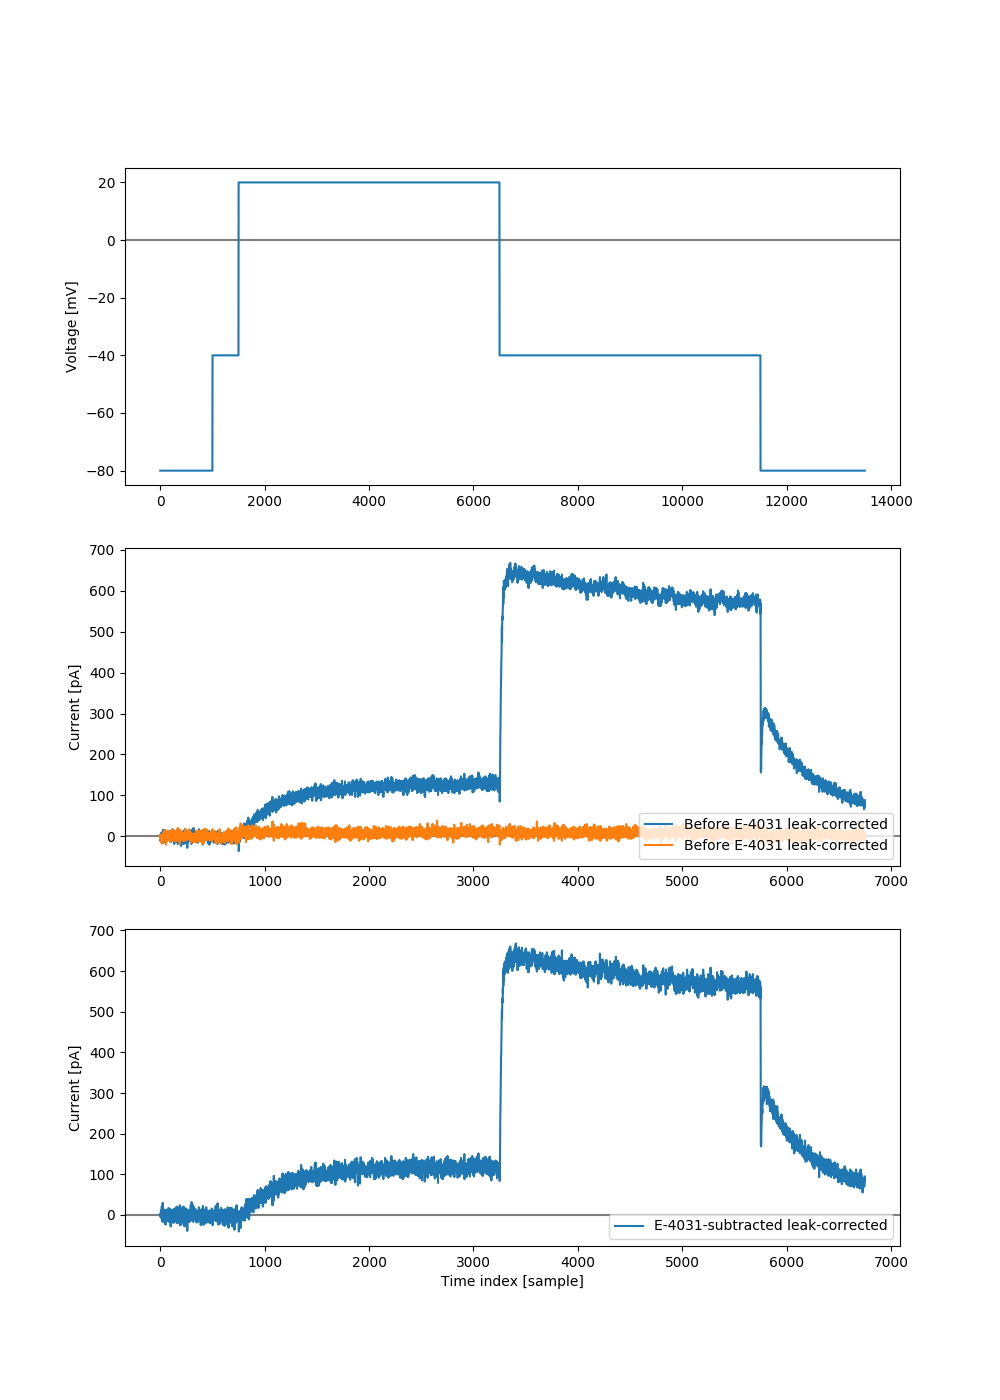 20
0
−20
−40
−60
−80
Voltage [mV]
0 2000 4000 6000 8000 10000 12000 14000
700
600
500
400
300
200
100
0
Current [pA]
Before E-4031 leak-corrected
Before E-4031 leak-corrected
0 1000 2000 3000 4000 5000 6000 7000
700
600
500
400
300
200
100
0
Current [pA]
E-4031-subtracted leak-corrected
0 1000 2000 3000 4000 5000 6000 7000
Time index [sample]